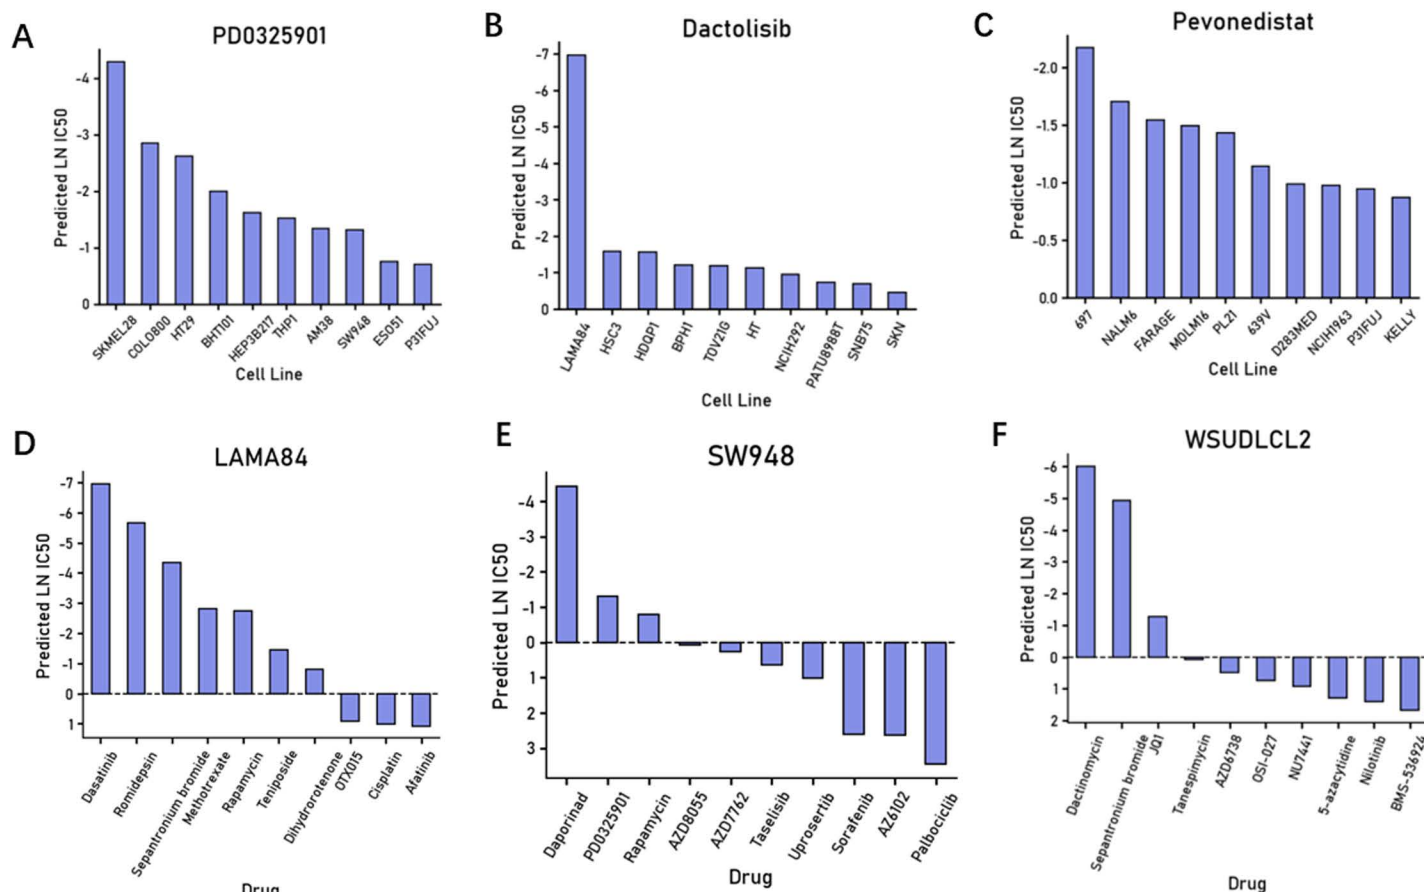 A
PD0325901
Predicted LN IC50
-4
-3
-2
-1
0
SKMEL28
COLO800
HT29
BHT101
HEP3B217
THP1
AM38
SW948
ESO51
P31FUJ
Cell Line
B
Dactolisib
Predicted LN IC50
-7
-6
-5
-4
-3
-2
-1
0
LAMA84
HSC3
HDQP1
BPH1
TOV21G
HT
NCIH292
PATU8988T
SNB75
SKN
Cell Line
C
Pevonedistat
Predicted LN IC50
-2.0
-1.5
-1.0
-0.5
0.0
697
NALM6
FARAGE
MOLM16
PL21
639V
D283MED
NCIH1963
P31FUJ
KELLY
Cell Line
D
LAMA84
Predicted LN IC50
-7
-6
-5
-4
-3
-2
-1
0
1
Dasatinib
Romidepsin
Sepantronium bromide
Methotrexate
Rapamycin
Teniposide
Dihydrorotenone
OTX015
Cisplatin
Afatinib
Drug
E
SW948
Predicted LN IC50
-4
-3
-2
-1
0
1
2
3
Daporinad
PD0325901
Rapamycin
AZD8055
AZD7762
Taselisib
Uprosertib
Sorafenib
AZ6102
Palbociclib
Drug
F
WSUDLCL2
Predicted LN IC50
-6
-5
-4
-3
-2
-1
0
1
2
Dactinomycin
Sepantronium bromide
JQ1
Tanespimycin
AZD6738
OSI-027
NU7441
5-azacytidine
Nilotinib
BMS-536924
Drug